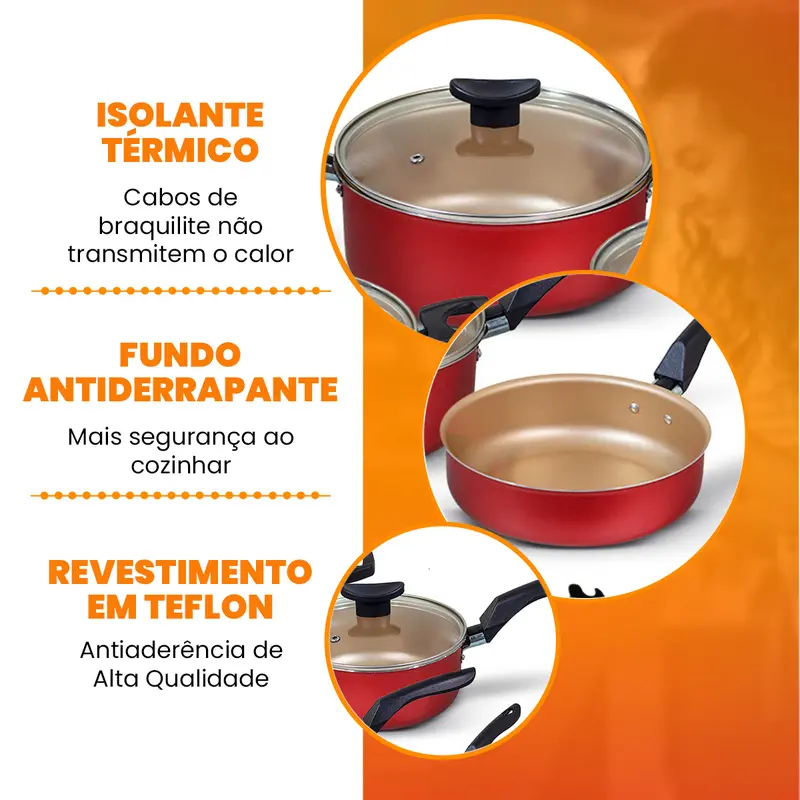 ISOLANTE
TÉRMICO
Cabos de
braquilite não
transmitem o calor
FUNDO
ANTIDERRAPANTE
Mais segurança ao
cozinhar
REVESTIMENTO
EM TEFLON
Antiaderência de
Alta Qualidade